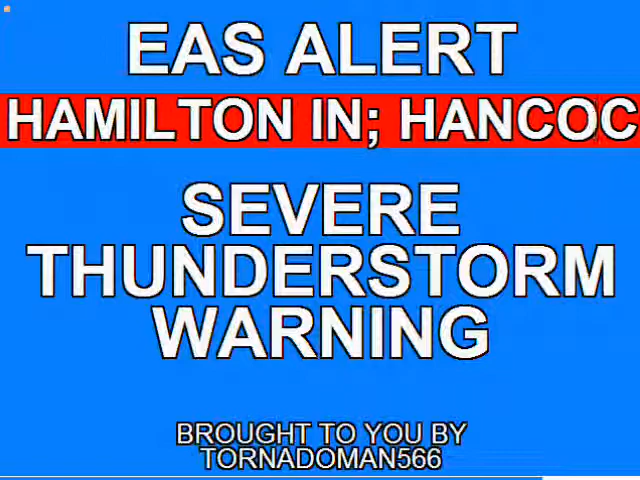 EAS ALERT
HAMILTON IN; HANCOC
SEVERE
THUNDERSTORM
WARNING
BROUGHT TO YOU BY
TORNADOMAN566